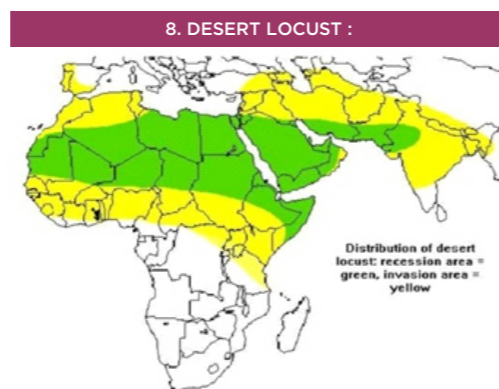 8. DESERT LOCUST :
Distribution of desert
locust: recession area =
green, invasion area =
yellow